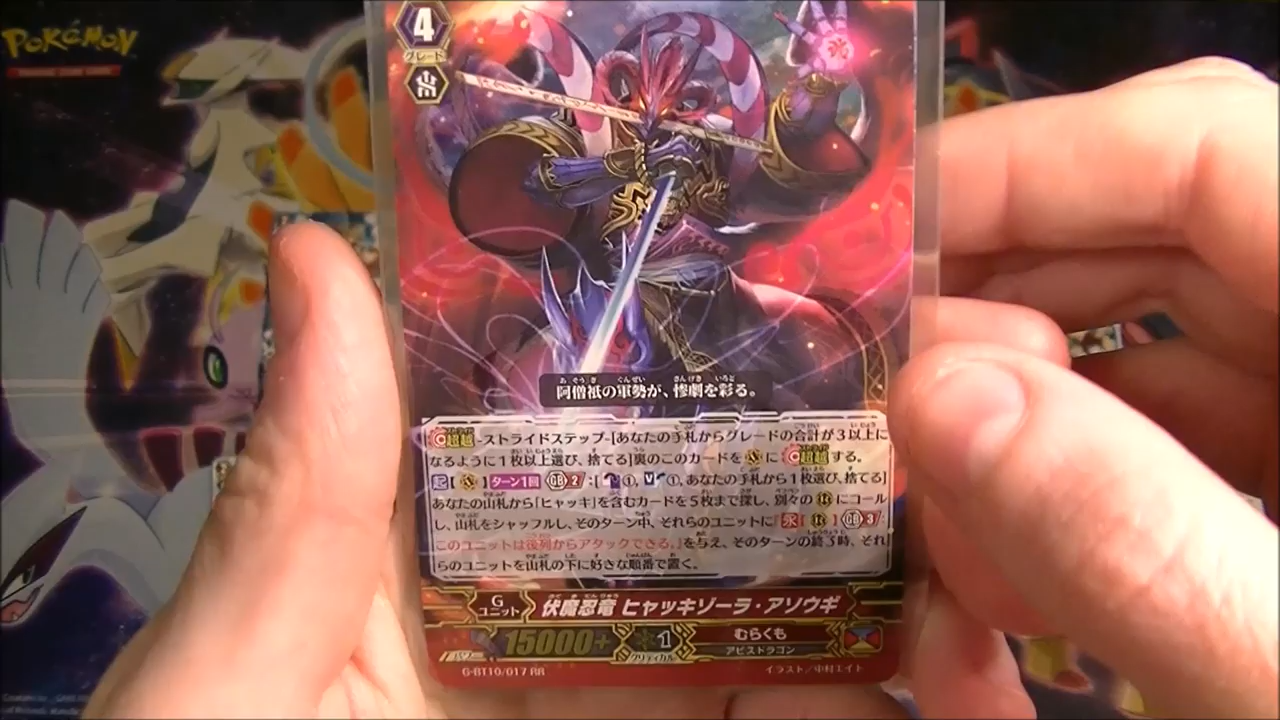 POKÉMON
4
グレード
阿僧祇の軍勢が、惨劇を彩る。
超越-ストライドステップ-[あなたの手札からグレードの合計が３以上に
なるように１枚以上選び、捨てる]裏のこのカードを Ⓥに 超越する。
起【Ⓥ】ターン1回 GB2:[①, ①, あなたの手札から１枚選び、捨てる]
あなたの山札から「ヒャッキ」を含むカードを５枚まで探し、別々の Ⓡにコール
し、山札をシャッフルし、そのターン中、それらのユニットに『永【Ⓡ】GB3:
このユニットは後列からアタックできる。』を与え、そのターンの終了時、それ
らのユニットを山札の下に好きな順番で置く。
G
ユニット
伏魔忍竜 ヒャッキゾーラ・アソウギ
パワー
15000+
1
クリティカル
むらくも
アビスドラゴン
G-BT10/017 RR
イラスト／中村エイト